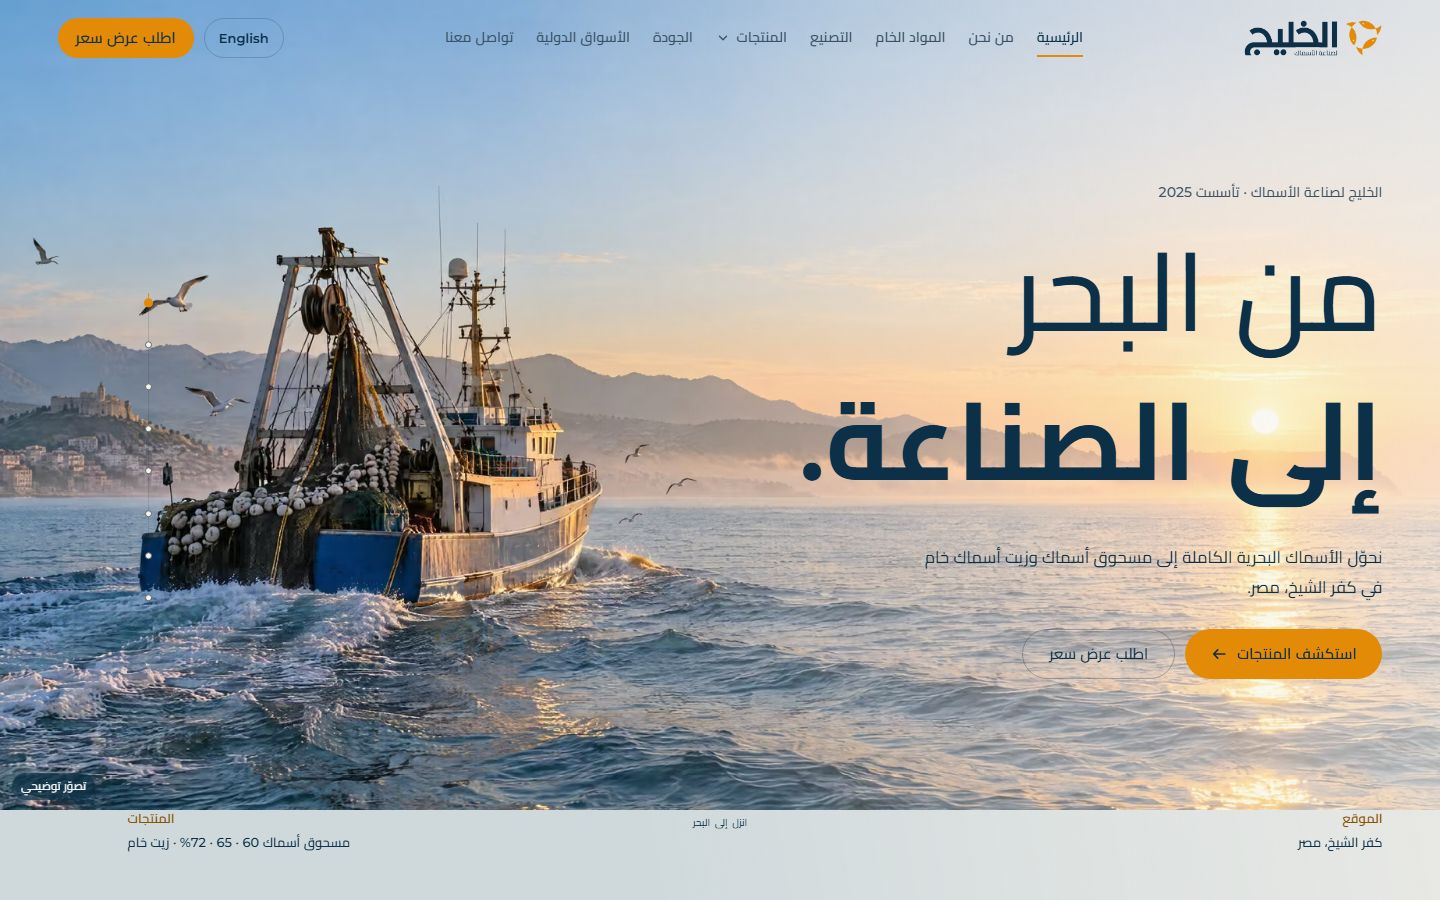 الخليج
لصناعة الأسماك
الرئيسية
من نحن
المواد الخام
التصنيع
المنتجات
الجودة
الأسواق الدولية
تواصل معنا
English
اطلب عرض سعر
الخليج لصناعة الأسماك · تأسست 2025
من البحر
إلى الصناعة.
نحوّل الأسماك البحرية الكاملة إلى مسحوق أسماك وزيت أسماك خام
في كفر الشيخ، مصر.
استكشف المنتجات ←
اطلب عرض سعر
تصوّر توضيحي
الموقع
كفر الشيخ، مصر
انزل إلى البحر
المنتجات
مسحوق أسماك 60 · 65 · 72% · زيت خام